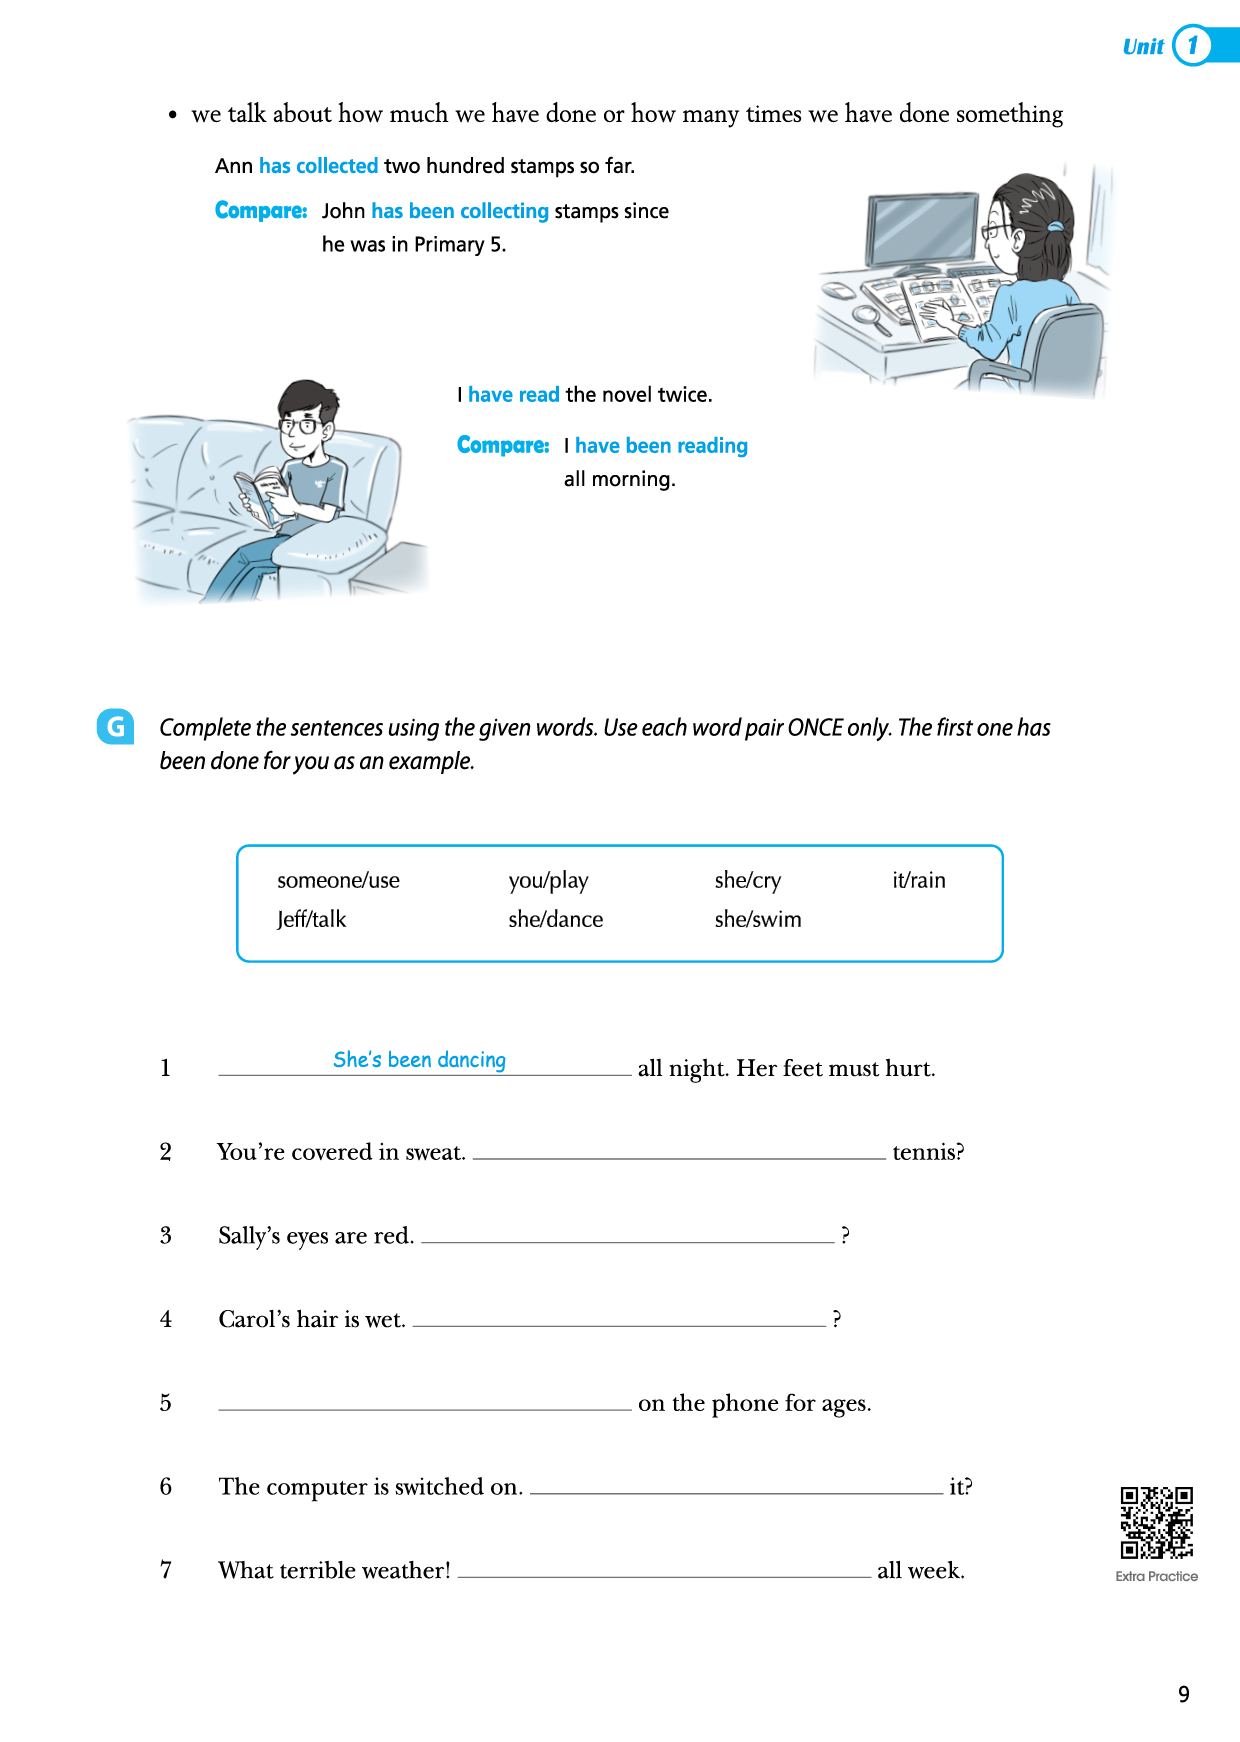 Unit 1
• we talk about how much we have done or how many times we have done something
Ann has collected two hundred stamps so far.
Compare: John has been collecting stamps since
he was in Primary 5.
I have read the novel twice.
Compare: I have been reading
all morning.
G Complete the sentences using the given words. Use each word pair ONCE only. The first one has
been done for you as an example.
someone/use you/play she/cry it/rain
Jeff/talk she/dance she/swim
1 She's been dancing all night. Her feet must hurt.
2 You're covered in sweat. ____ tennis?
3 Sally's eyes are red. ____ ?
4 Carol's hair is wet. ____ ?
5 ____ on the phone for ages.
6 The computer is switched on. ____ it?
7 What terrible weather! ____ all week.
Extra Practice
9